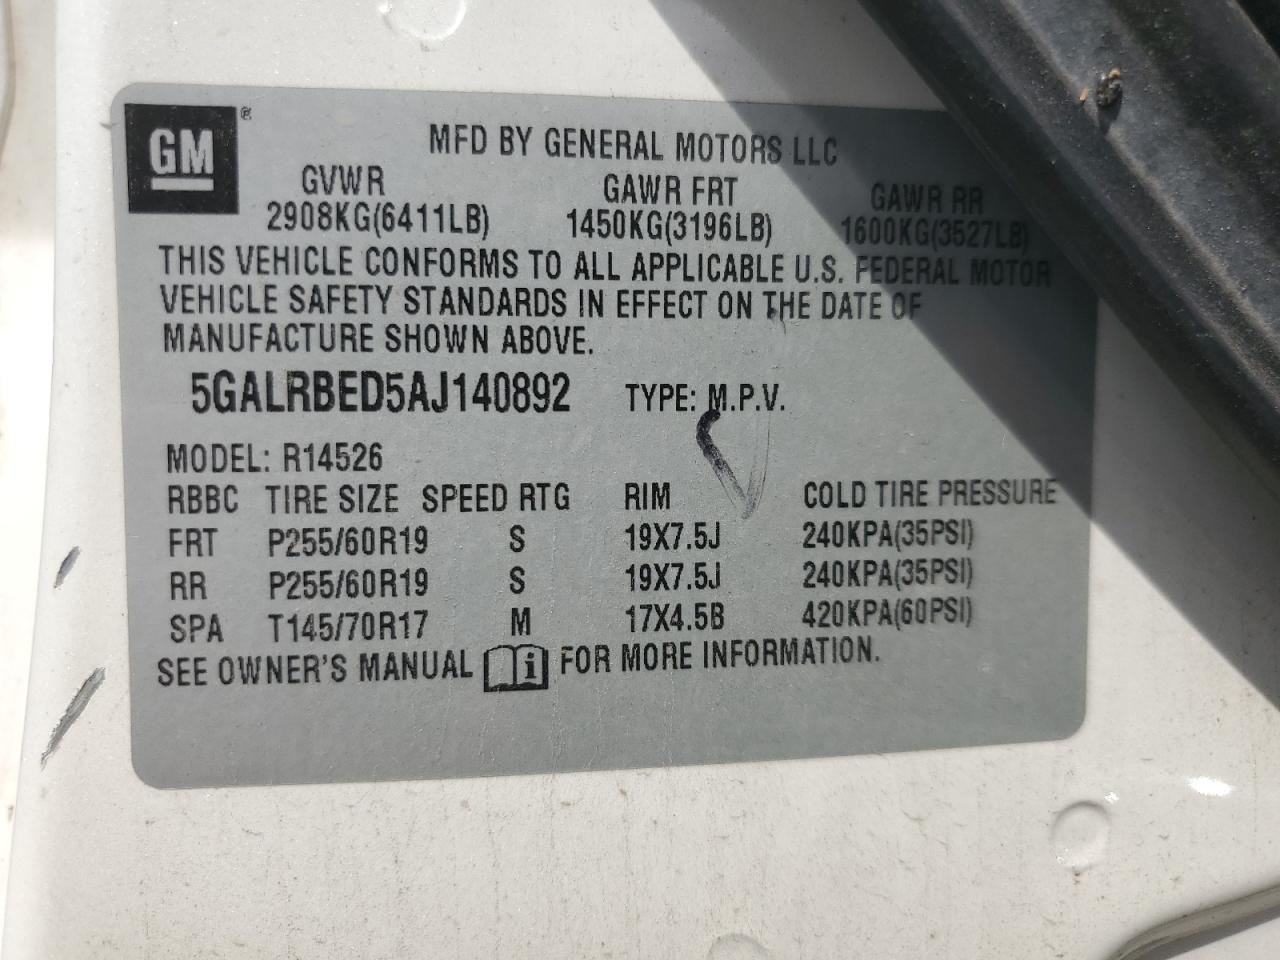 GM ®
MFD BY GENERAL MOTORS LLC
GVWR GAWR FRT GAWR RR
2908KG(6411LB) 1450KG(3196LB) 1600KG(3527LB)
THIS VEHICLE CONFORMS TO ALL APPLICABLE U.S. FEDERAL MOTOR
VEHICLE SAFETY STANDARDS IN EFFECT ON THE DATE OF
MANUFACTURE SHOWN ABOVE.
5GALRBED5AJ140892 TYPE: M.P.V.
MODEL: R14526
RBBC TIRE SIZE SPEED RTG RIM COLD TIRE PRESSURE
FRT P255/60R19 S 19X7.5J 240KPA(35PSI)
RR P255/60R19 S 19X7.5J 240KPA(35PSI)
SPA T145/70R17 M 17X4.5B 420KPA(60PSI)
SEE OWNER'S MANUAL i FOR MORE INFORMATION.